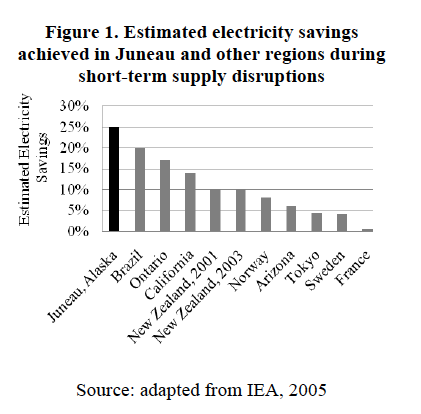 Figure 1. Estimated electricity savings
achieved in Juneau and other regions during
short-term supply disruptions
Estimated Electricity
Savings
30%
25%
20%
15%
10%
5%
0%
Juneau, Alaska
Brazil
Ontario
California
New Zealand, 2001
New Zealand, 2003
Norway
Arizona
Tokyo
Sweden
France
Source: adapted from IEA, 2005